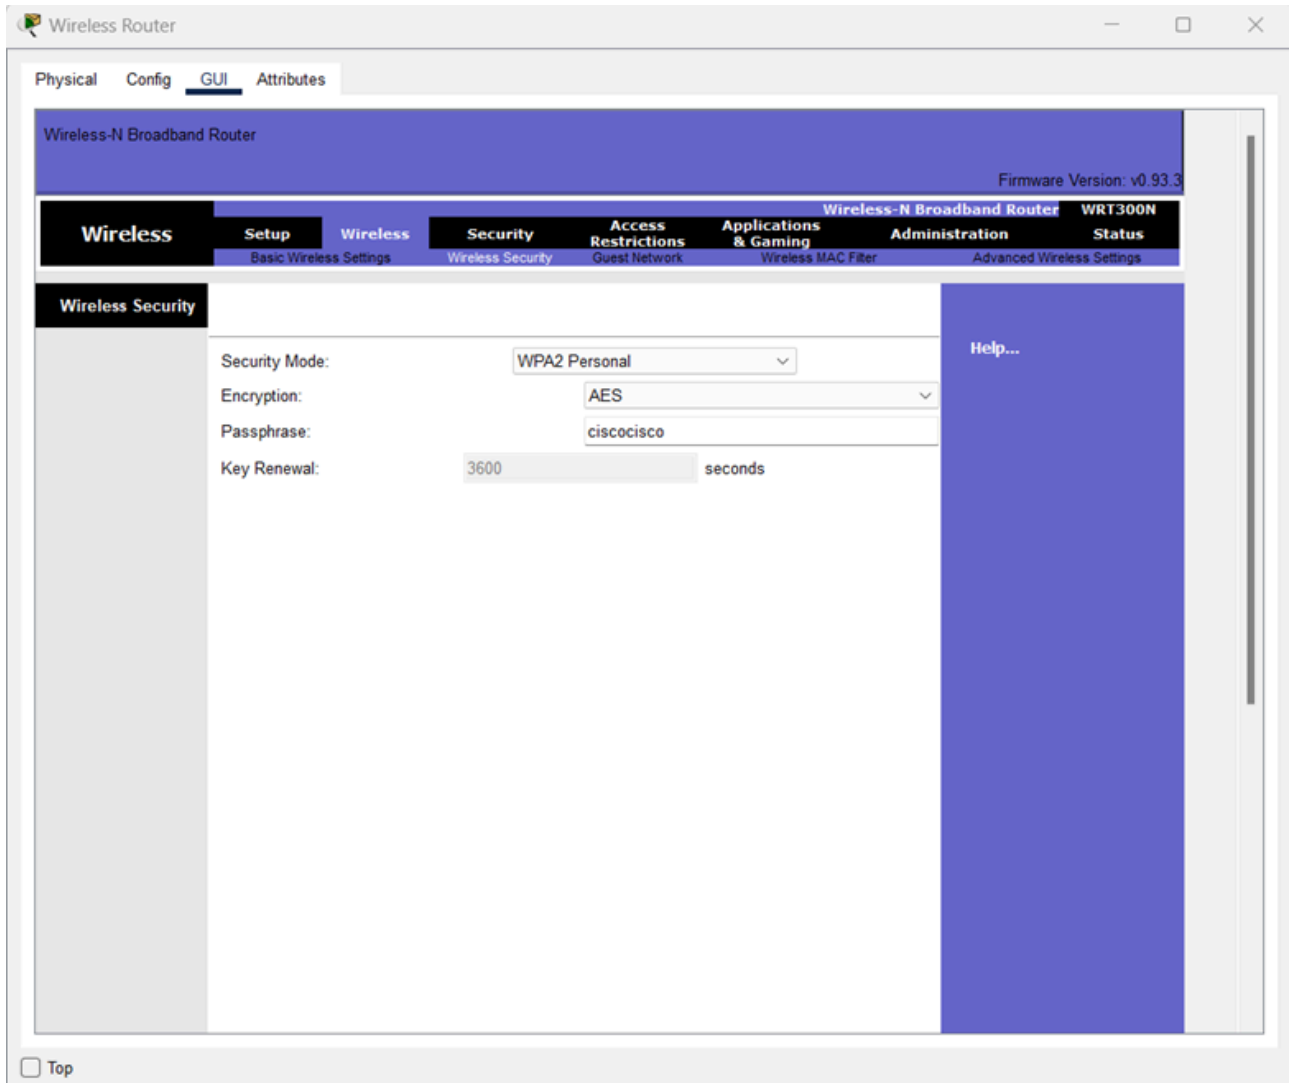 Wireless Router
Physical Config GUI Attributes
Wireless-N Broadband Router
Firmware Version: v0.93.3
Wireless-N Broadband Router WRT300N
Wireless
Setup Wireless Security Access Restrictions Applications & Gaming Administration Status
Basic Wireless Settings Wireless Security Guest Network Wireless MAC Filter Advanced Wireless Settings
Wireless Security
Help...
Security Mode: WPA2 Personal
Encryption: AES
Passphrase: ciscocisco
Key Renewal: 3600 seconds
Top